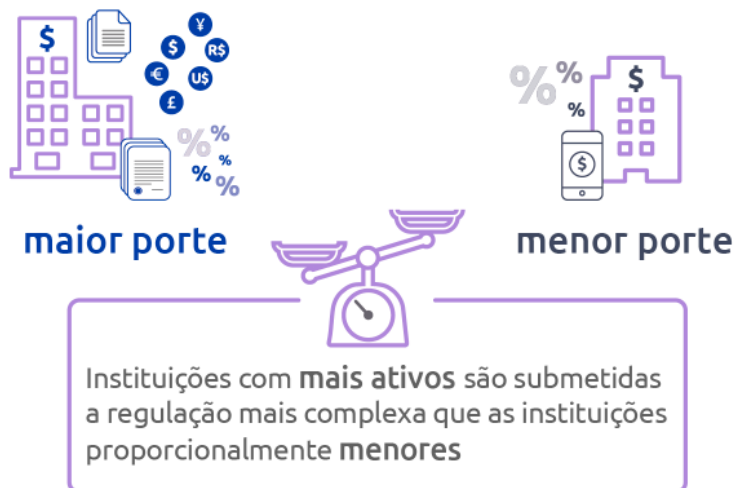 $
¥
$
R$
€
U$
£
%
%
%
%
%
maior porte
%
%
%
$
$
menor porte
Instituições com mais ativos são submetidas
a regulação mais complexa que as instituições
proporcionalmente menores